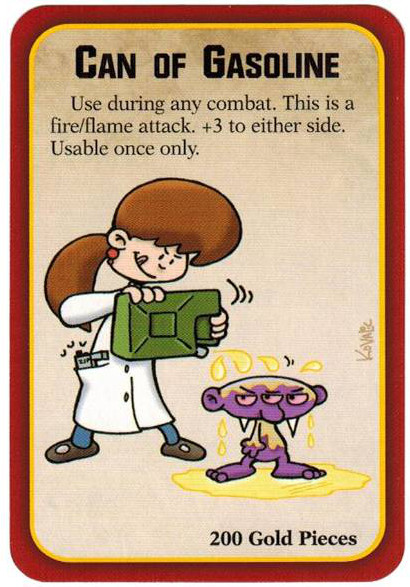 CAN OF GASOLINE
Use during any combat. This is a
fire/flame attack. +3 to either side.
Usable once only.
KOVALIC
200 Gold Pieces